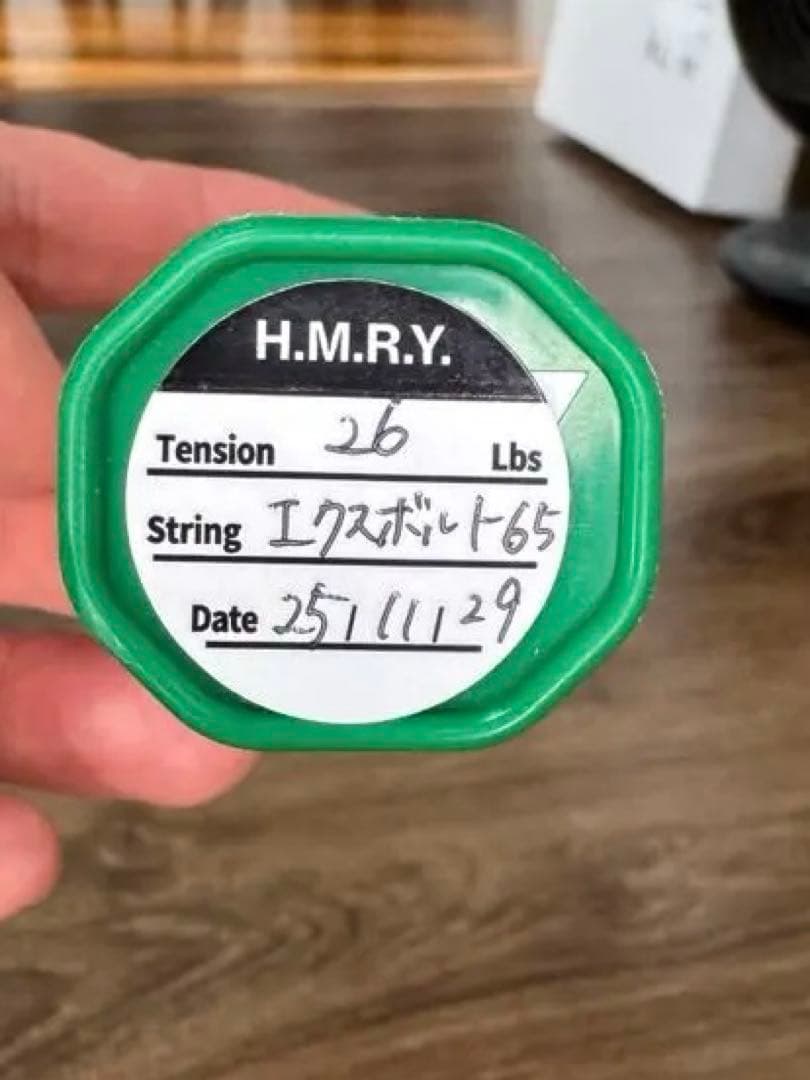 H.M.R.Y.
Tension 26 Lbs
String エクスボルト65
Date 25/11/29